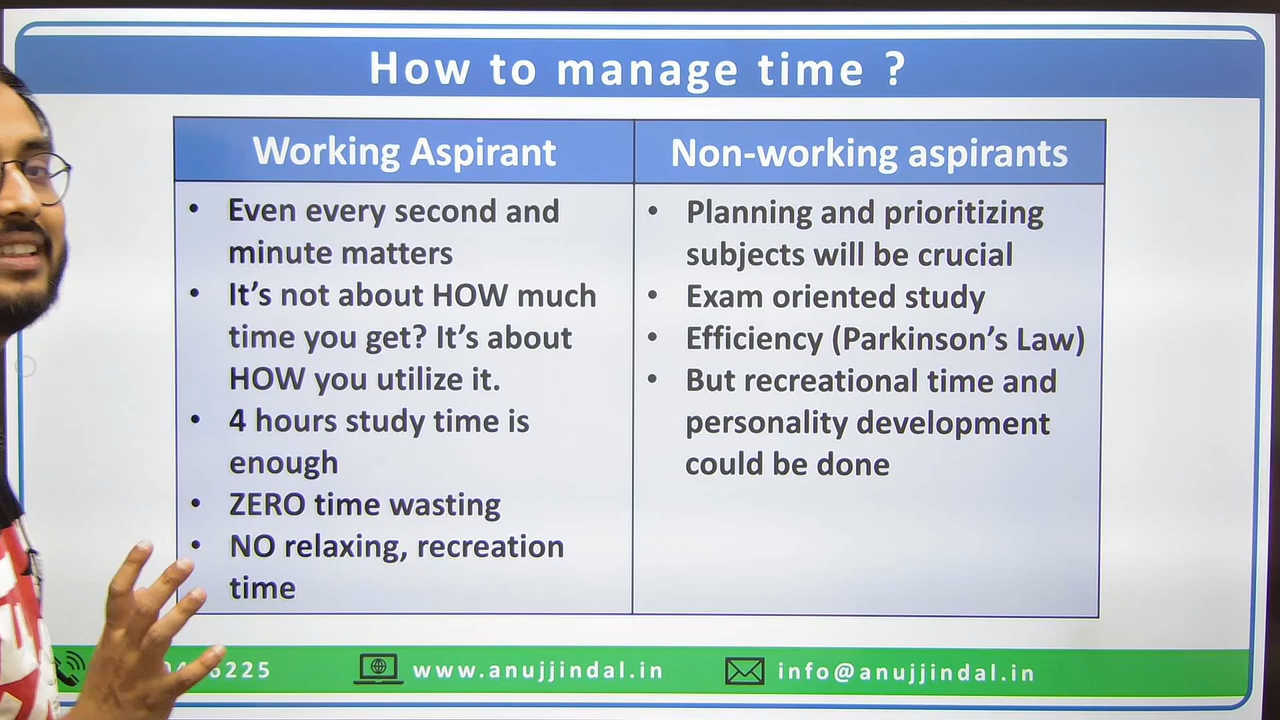 How to manage time ?
Working Aspirant
• Even every second and
minute matters
• It's not about HOW much
time you get? It's about
HOW you utilize it.
• 4 hours study time is
enough
• ZERO time wasting
• NO relaxing, recreation
time
Non-working aspirants
• Planning and prioritizing
subjects will be crucial
• Exam oriented study
• Efficiency (Parkinson's Law)
• But recreational time and
personality development
could be done
www.anujjindal.in
info@anujjindal.in